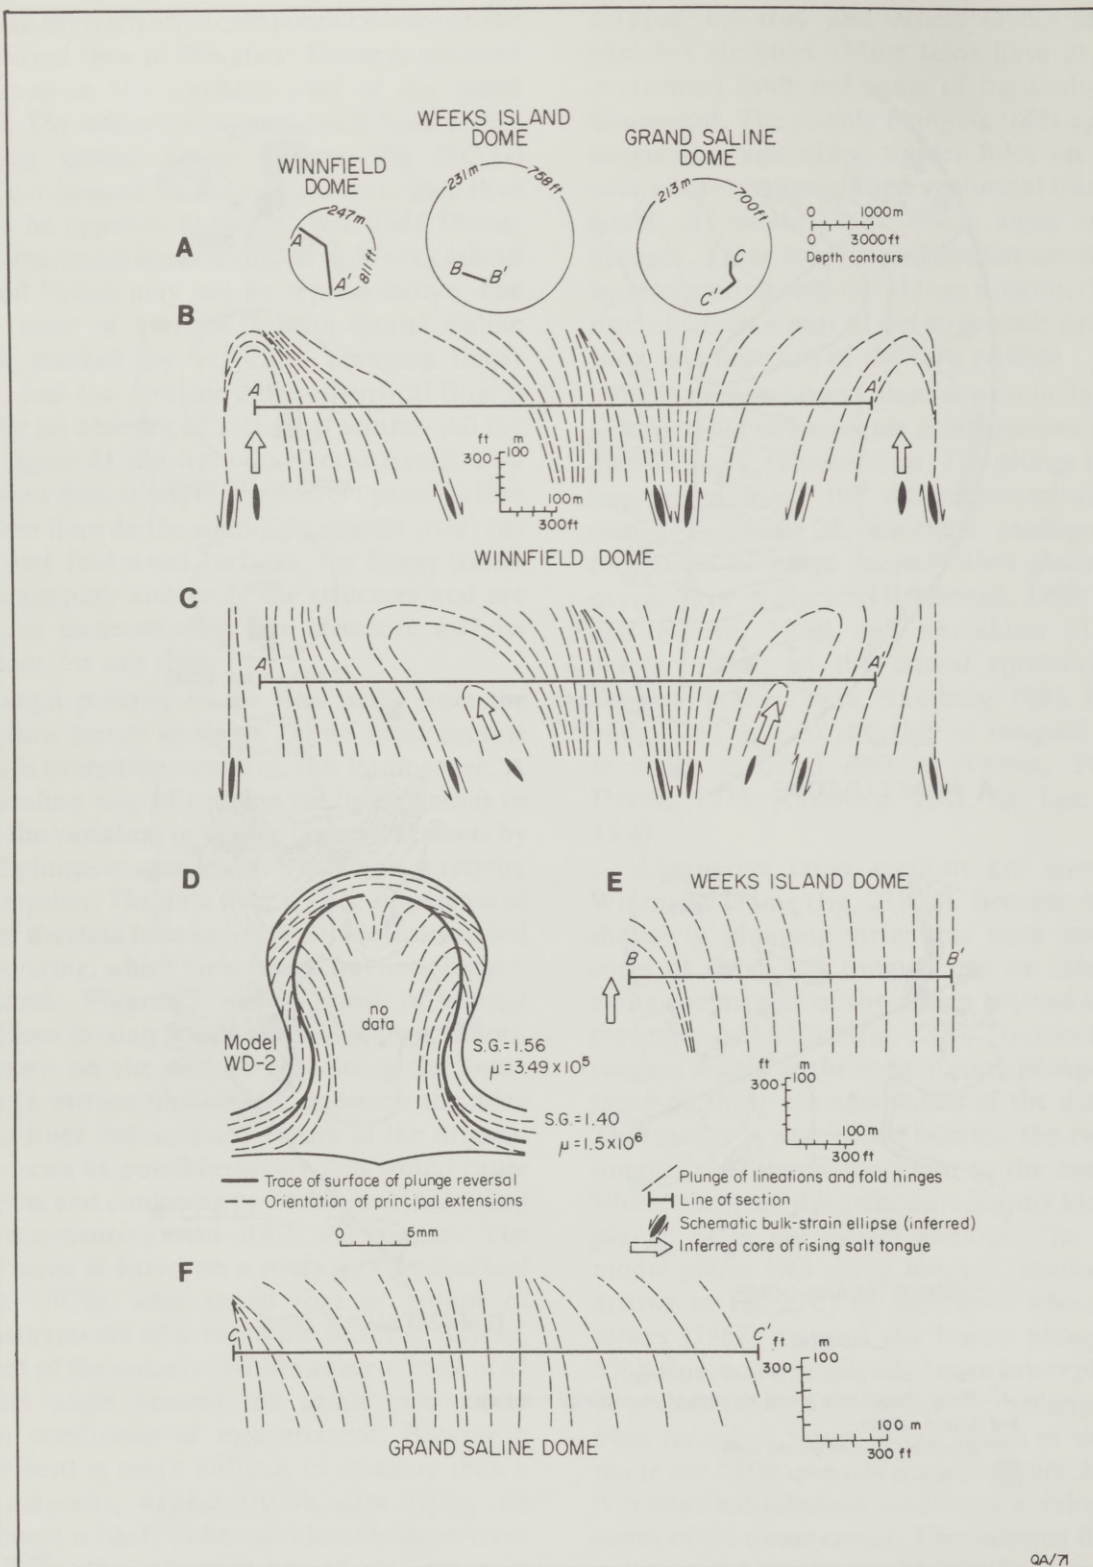 WINNFIELD
DOME
WEEKS ISLAND
DOME
GRAND SALINE
DOME
A
247m
811 ft
A
A'
231m
758ft
B
B'
213m
700ft
C
C'
0 1000m
0 3000ft
Depth contours
B
A
A'
ft m
300 100
100m
300ft
WINNFIELD DOME
C
A
A'
D
Model
WD-2
no
data
S.G.=1.56
μ=3.49×10⁵
S.G.=1.40
μ=1.5×10⁶
Trace of surface of plunge reversal
Orientation of principal extensions
0 5mm
E
WEEKS ISLAND DOME
B
B'
ft m
300 100
100m
300ft
Plunge of lineations and fold hinges
Line of section
Schematic bulk-strain ellipse (inferred)
Inferred core of rising salt tongue
F
C
C'
ft m
300 100
100 m
300 ft
GRAND SALINE DOME
QA/71